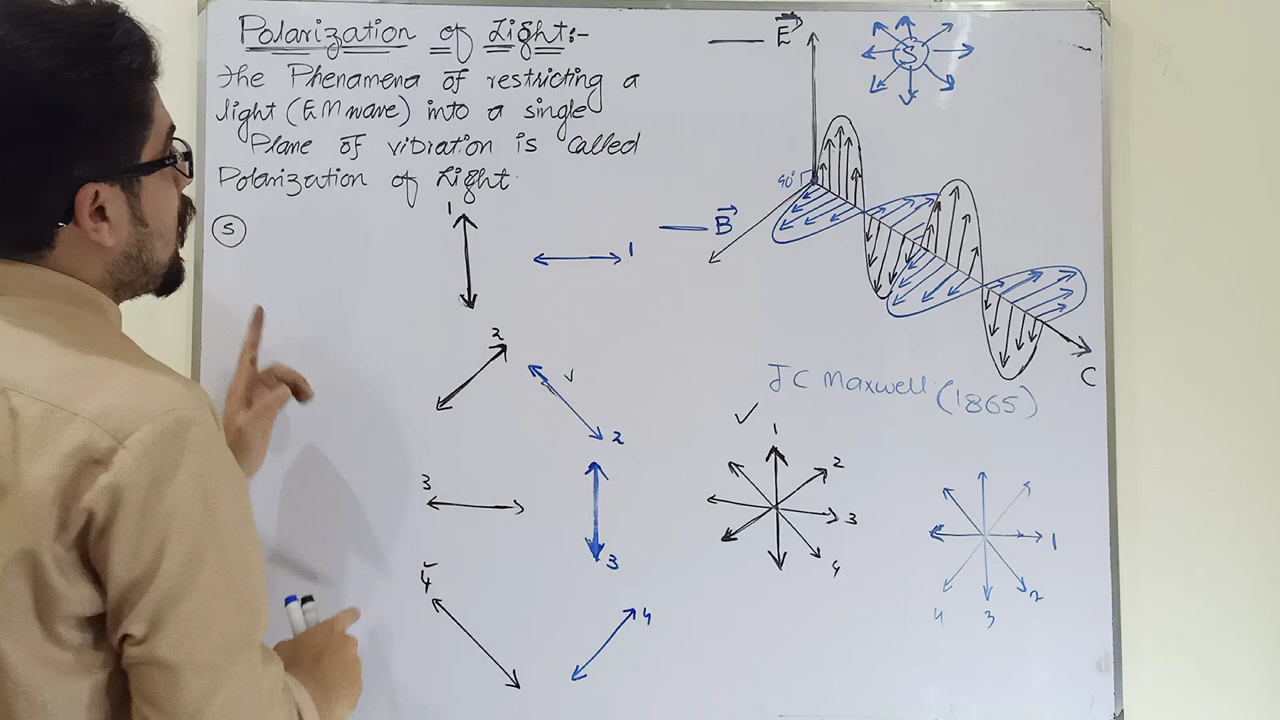 Polarization of Light:-
The Phenamena of restricting a
light (EM wave) into a single
Plane of vibration is called
Polarization of Light.
S
1
1
2
2
3
3
4
4
E
S
90°
B
C
JC Maxwell (1865)
1
2
3
4
1
2
3
4